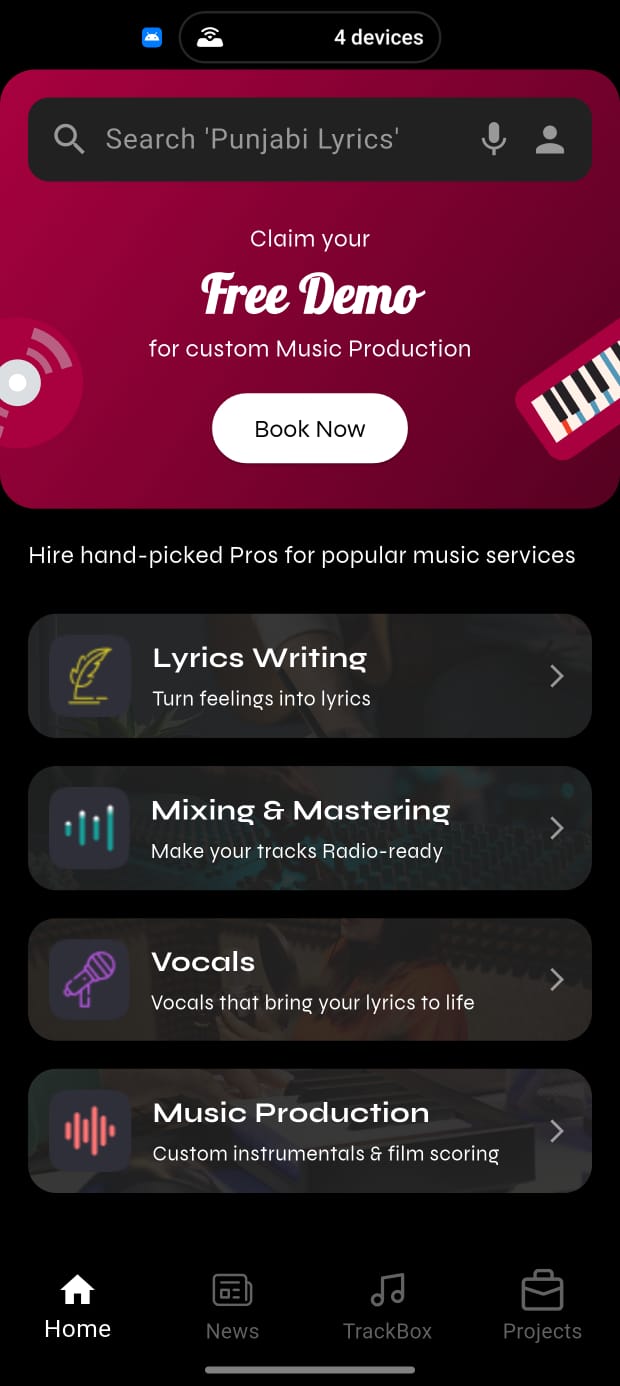 4 devices
Search 'Punjabi Lyrics'
Claim your
Free Demo
for custom Music Production
Book Now
Hire hand-picked Pros for popular music services
Lyrics Writing
Turn feelings into lyrics
Mixing & Mastering
Make your tracks Radio-ready
Vocals
Vocals that bring your lyrics to life
Music Production
Custom instrumentals & film scoring
Home
News
TrackBox
Projects